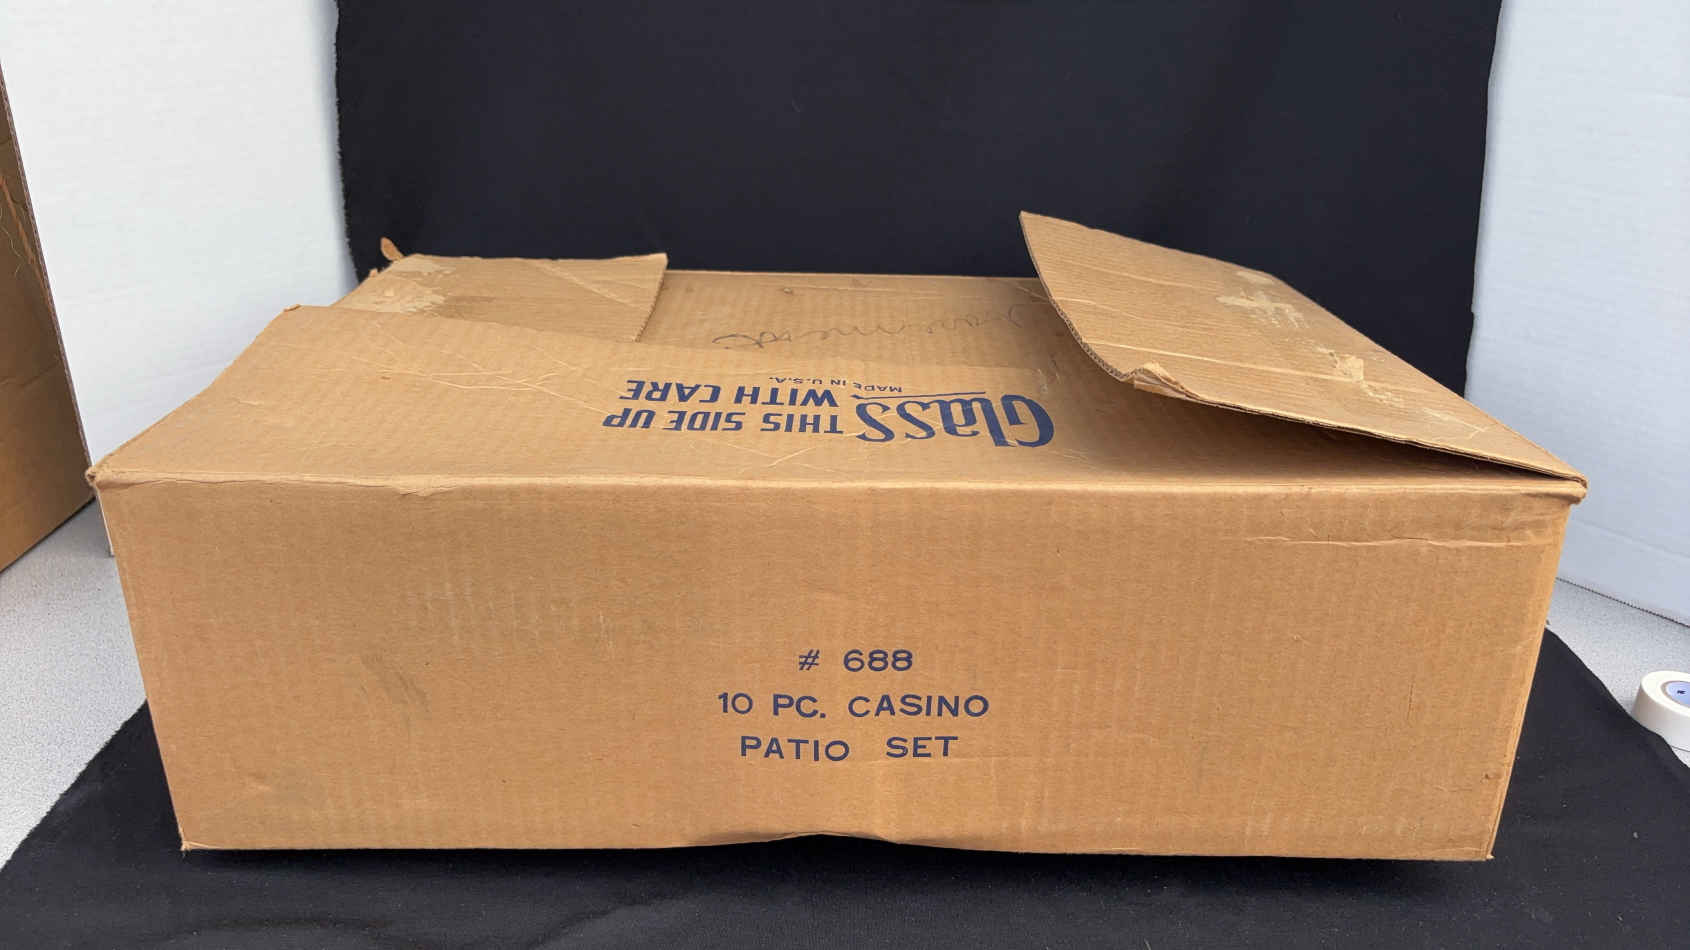 Glass THIS SIDE UP
WITH CARE
MADE IN U.S.A.
# 688
10 PC. CASINO
PATIO SET